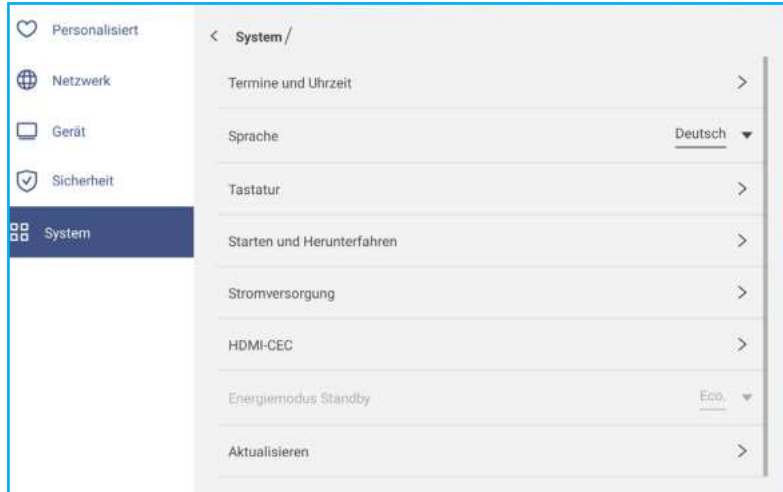 Personalisiert
Netzwerk
Gerät
Sicherheit
System
System/
Termine und Uhrzeit
Sprache
Deutsch
Tastatur
Starten und Herunterfahren
Stromversorgung
HDMI-CEC
Energiemodus Standby
Eco.
Aktualisieren